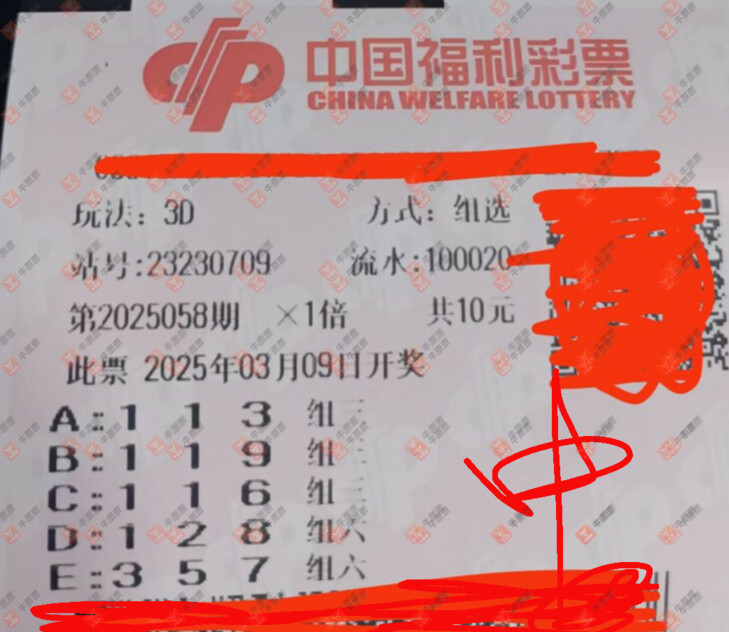 中国福利彩票
CHINA WELFARE LOTTERY
玩法：3D 方式：组选
站号:23230709 流水:100020
第2025058期 ×1倍 共10元
此票 2025年03月09日开奖
A:1 1 3 组三
B:1 1 9 组三
C:1 1 6 组三
D:1 2 8 组六
E:3 5 7 组六